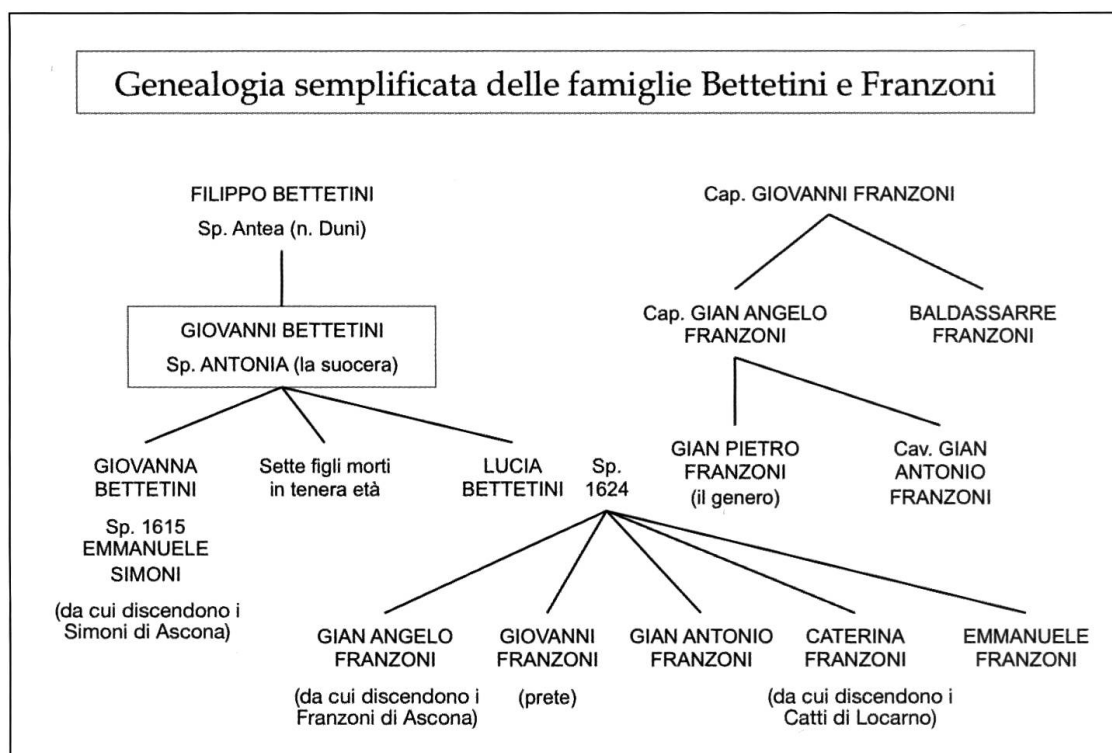 Genealogia semplificata delle famiglie Bettetini e Franzoni
FILIPPO BETTETINI
Sp. Antea (n. Duni)
Cap. GIOVANNI FRANZONI
GIOVANNI BETTETINI
Sp. ANTONIA (la suocera)
Cap. GIAN ANGELO
FRANZONI
BALDASSARRE
FRANZONI
GIOVANNA
BETTETINI
Sp. 1615
EMMANUELE
SIMONI
(da cui discendono i
Simoni di Ascona)
Sette figli morti
in tenera età
LUCIA
BETTETINI
Sp.
1624
GIAN PIETRO
FRANZONI
(il genero)
Cav. GIAN
ANTONIO
FRANZONI
GIAN ANGELO
FRANZONI
(da cui discendono i
Franzoni di Ascona)
GIOVANNI
FRANZONI
(prete)
GIAN ANTONIO
FRANZONI
CATERINA
FRANZONI
(da cui discendono i
Catti di Locarno)
EMMANUELE
FRANZONI